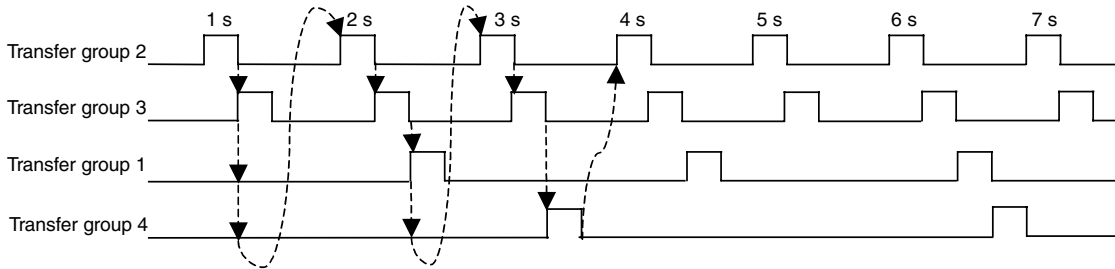 1 s 2 s 3 s 4 s 5 s 6 s 7 s
Transfer group 2
Transfer group 3
Transfer group 1
Transfer group 4